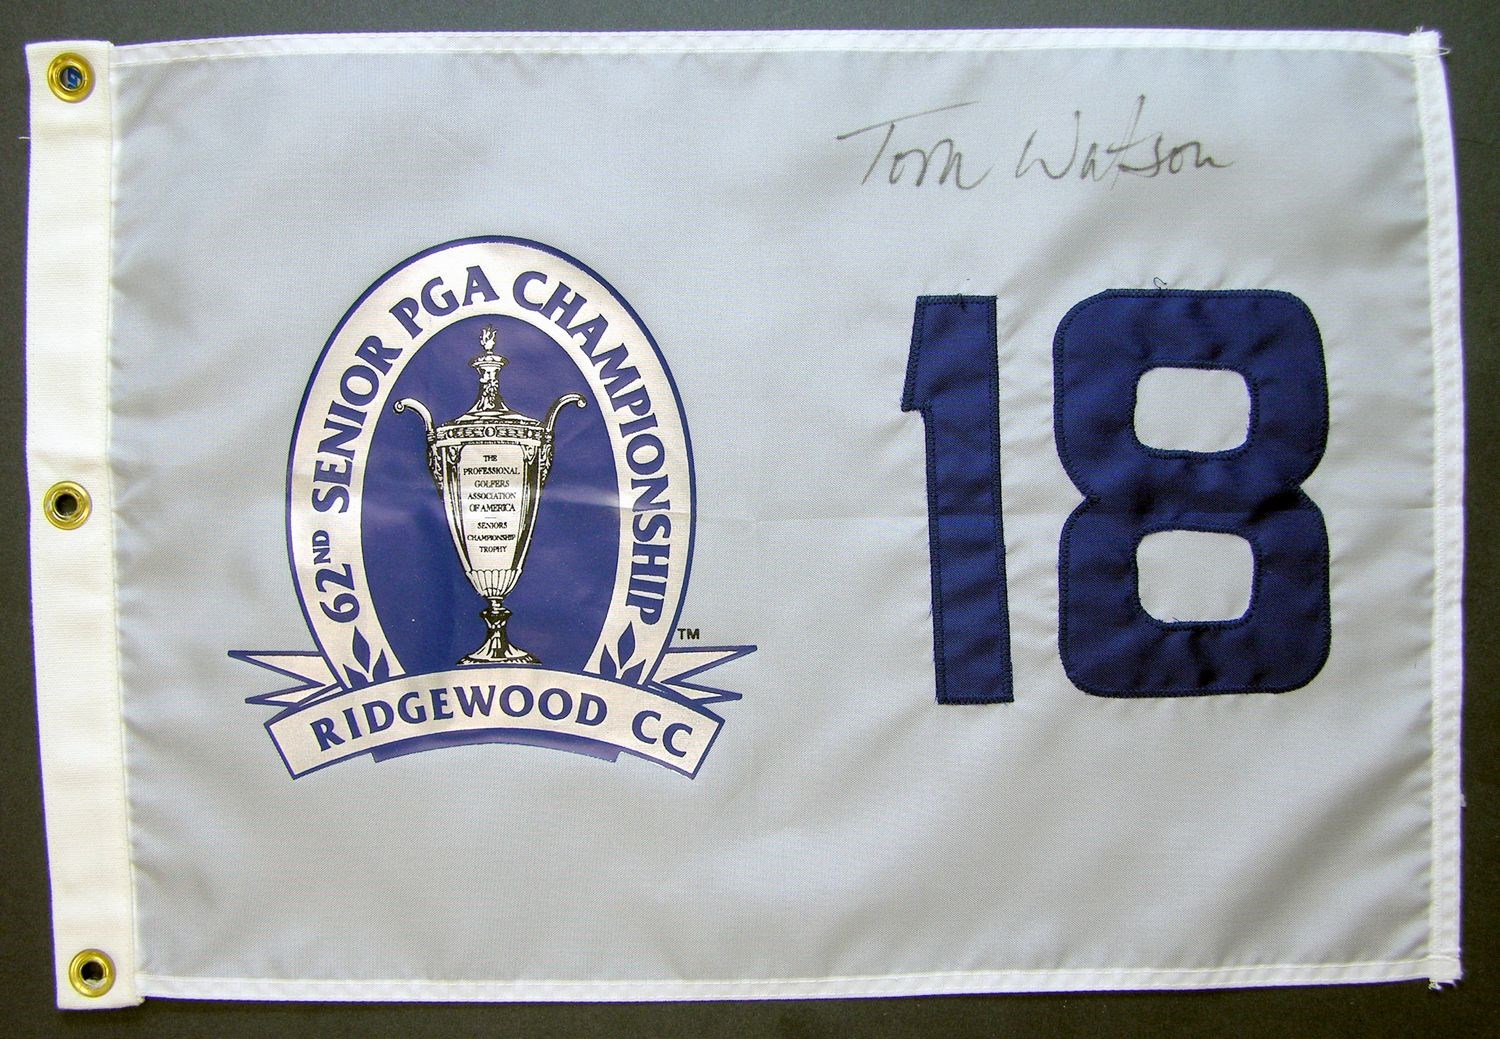 Tom Watson
62ND SENIOR PGA CHAMPIONSHIP
THE
PROFESSIONAL
GOLFERS
ASSOCIATION
OF AMERICA
SENIORS
CHAMPIONSHIP
TROPHY
TM
RIDGEWOOD CC
18